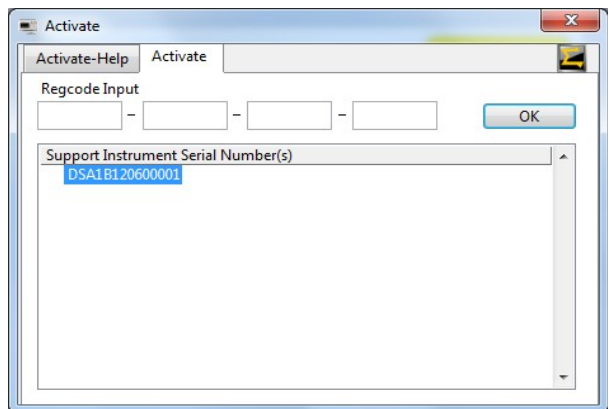 Activate
Activate-Help Activate
Regcode Input
- - - OK
Support Instrument Serial Number(s)
DSA1B120600001